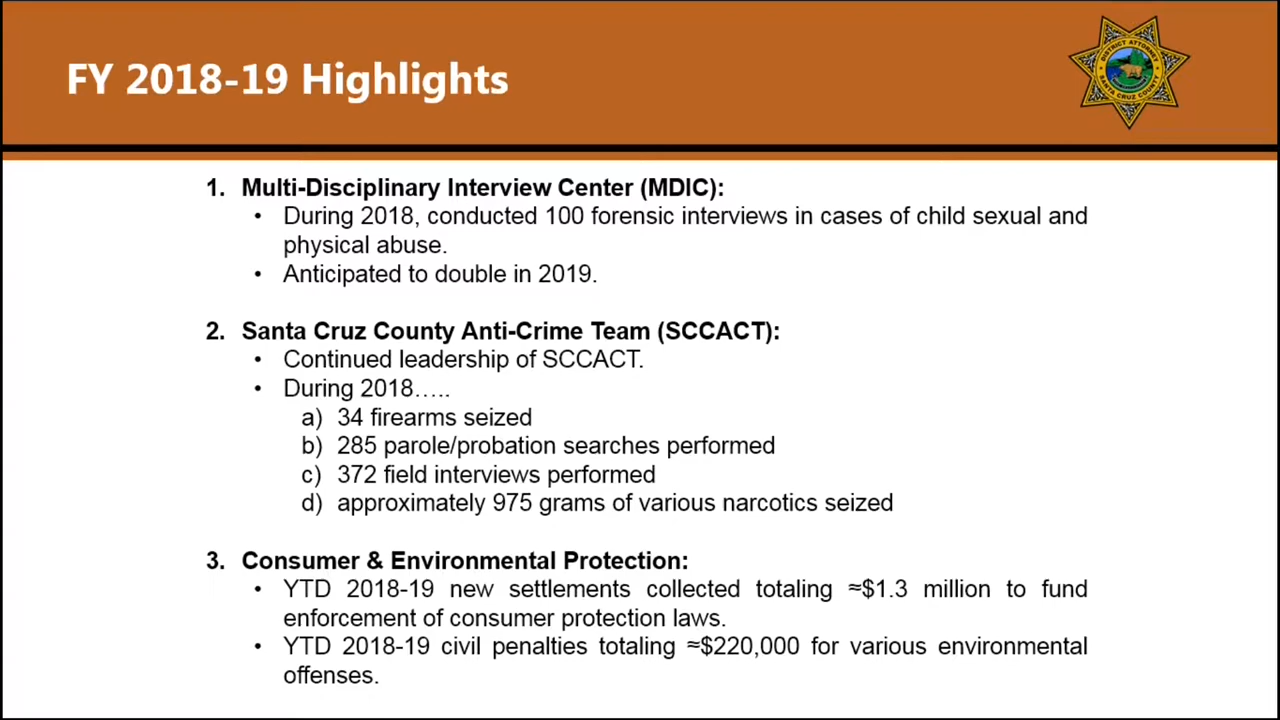 FY 2018-19 Highlights
DISTRICT ATTORNEY
SANTA CRUZ COUNTY
1. Multi-Disciplinary Interview Center (MDIC):
• During 2018, conducted 100 forensic interviews in cases of child sexual and
physical abuse.
• Anticipated to double in 2019.
2. Santa Cruz County Anti-Crime Team (SCCACT):
• Continued leadership of SCCACT.
• During 2018…..
a) 34 firearms seized
b) 285 parole/probation searches performed
c) 372 field interviews performed
d) approximately 975 grams of various narcotics seized
3. Consumer & Environmental Protection:
• YTD 2018-19 new settlements collected totaling ≈$1.3 million to fund
enforcement of consumer protection laws.
• YTD 2018-19 civil penalties totaling ≈$220,000 for various environmental
offenses.